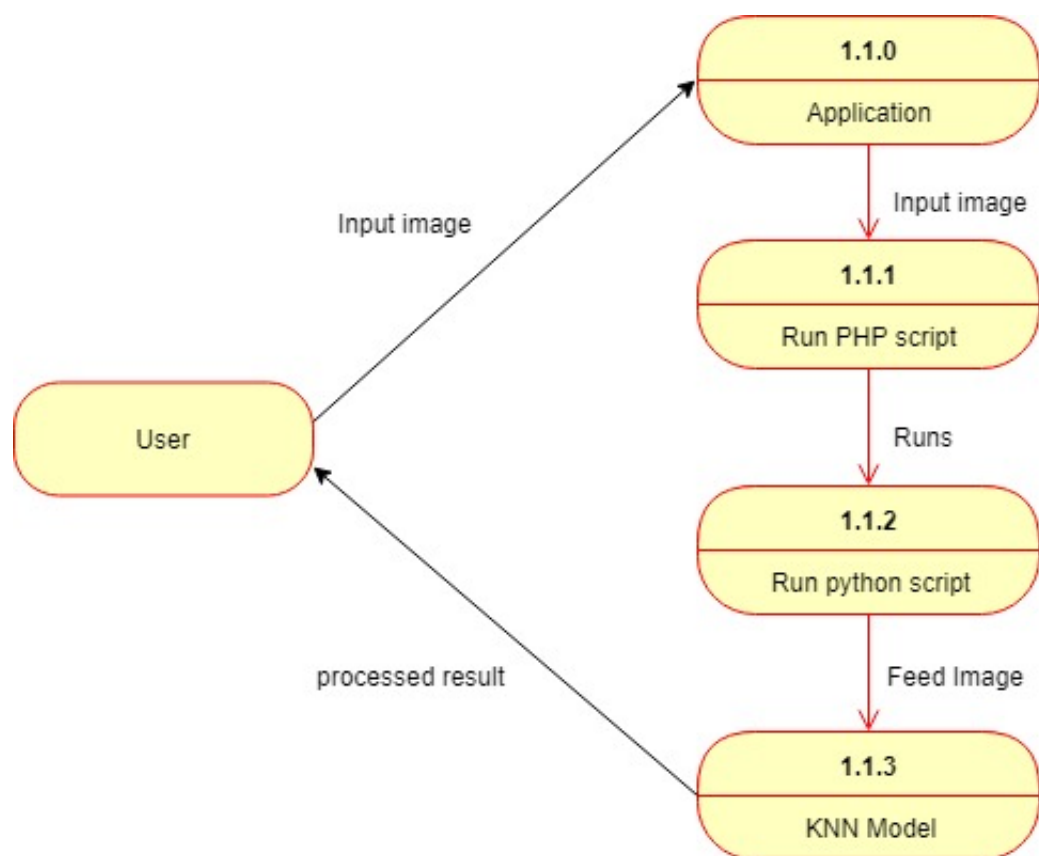 1.1.0
Application
Input image
Input image
1.1.1
Run PHP script
User
Runs
1.1.2
Run python script
processed result
Feed Image
1.1.3
KNN Model